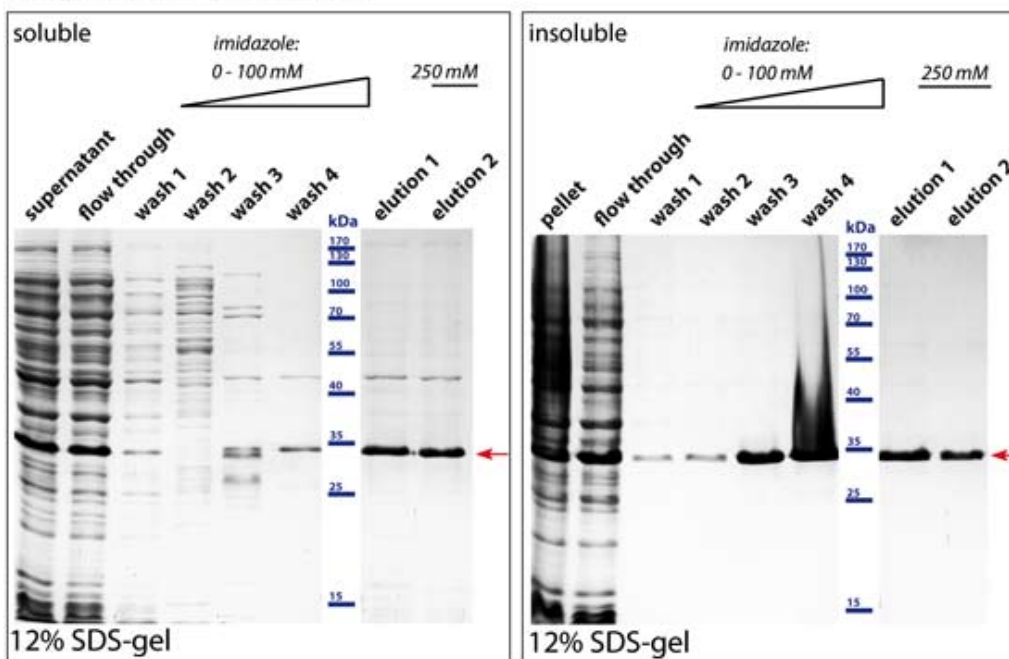 soluble
imidazole:
0 - 100 mM
250 mM
supernatant
flow through
wash 1
wash 2
wash 3
wash 4
elution 1
elution 2
kDa
170
130
100
70
55
40
35
25
15
12% SDS-gel
insoluble
imidazole:
0 - 100 mM
250 mM
pellet
flow through
wash 1
wash 2
wash 3
wash 4
elution 1
elution 2
kDa
170
130
100
70
55
40
35
25
15
12% SDS-gel